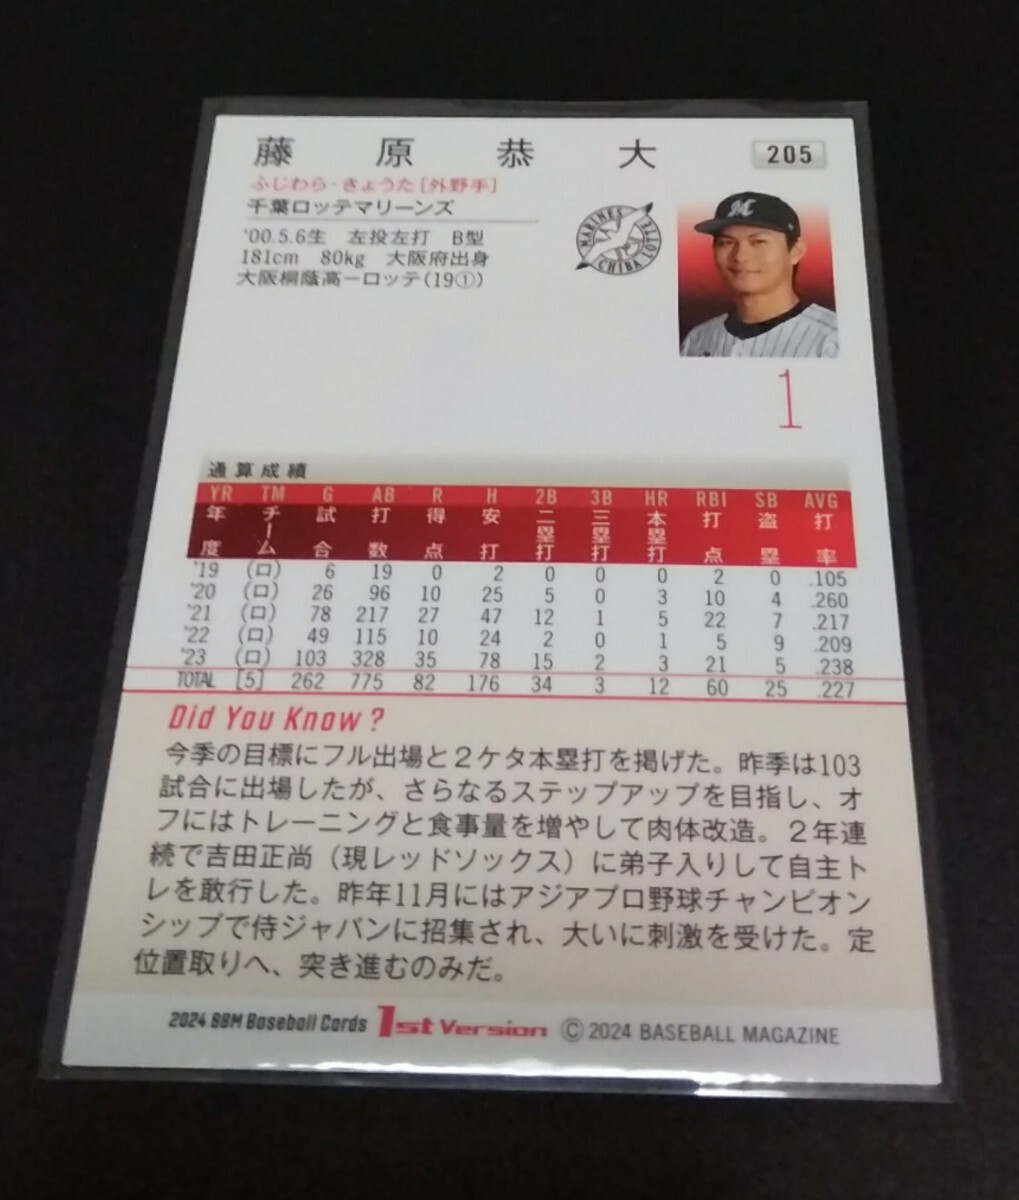 藤原恭大
205
ふじわら・きょうた[外野手]
千葉ロッテマリーンズ
'00.5.6生 左投左打 B型
181cm 80kg 大阪府出身
大阪桐蔭高ーロッテ(19①)
MARINES
CHIBA
LOTTE
M
1
通算成績
YR TM G AB R H 2B 3B HR RBI SB AVG
年度 チーム 試合 打数 得点 安打 二塁打 三塁打 本塁打 打点 盗塁 打率
'19 (ロ) 6 19 0 2 0 0 0 2 0 .105
'20 (ロ) 26 96 10 25 5 0 3 10 4 .260
'21 (ロ) 78 217 27 47 12 1 5 22 7 .217
'22 (ロ) 49 115 10 24 2 0 1 5 9 .209
'23 (ロ) 103 328 35 78 15 2 3 21 5 .238
TOTAL [5] 262 775 82 176 34 3 12 60 25 .227
Did You Know?
今季の目標にフル出場と2ケタ本塁打を掲げた。昨季は103
試合に出場したが、さらなるステップアップを目指し、オ
フにはトレーニングと食事量を増やして肉体改造。2年連
続で吉田正尚（現レッドソックス）に弟子入りして自主ト
レを敢行した。昨年11月にはアジアプロ野球チャンピオン
シップで侍ジャパンに招集され、大いに刺激を受けた。定
位置取りへ、突き進むのみだ。
2024 BBM Baseball Cards 1st Version © 2024 BASEBALL MAGAZINE